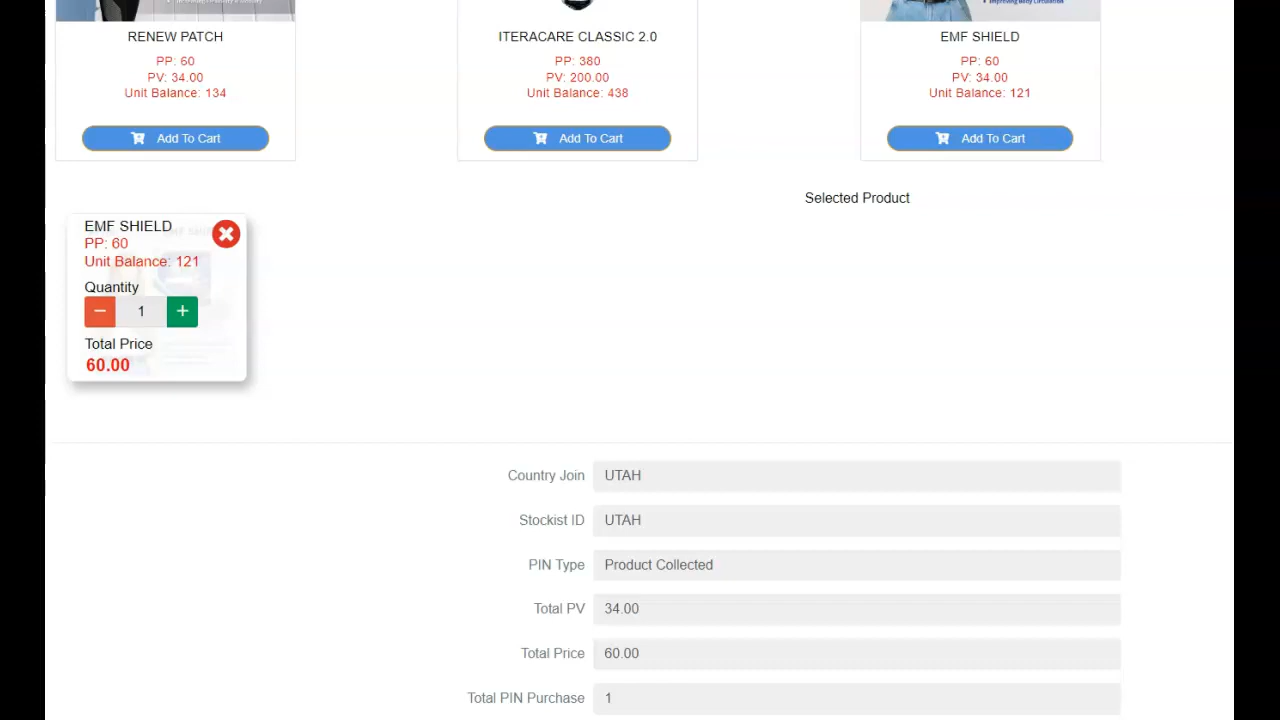 RENEW PATCH
PP: 60
PV: 34.00
Unit Balance: 134
Add To Cart
ITERACARE CLASSIC 2.0
PP: 380
PV: 200.00
Unit Balance: 438
Add To Cart
Improving Body Circulation
EMF SHIELD
PP: 60
PV: 34.00
Unit Balance: 121
Add To Cart
Selected Product
EMF SHIELD
PP: 60
Unit Balance: 121
Quantity
− 1 +
Total Price
60.00
Country Join UTAH
Stockist ID UTAH
PIN Type Product Collected
Total PV 34.00
Total Price 60.00
Total PIN Purchase 1